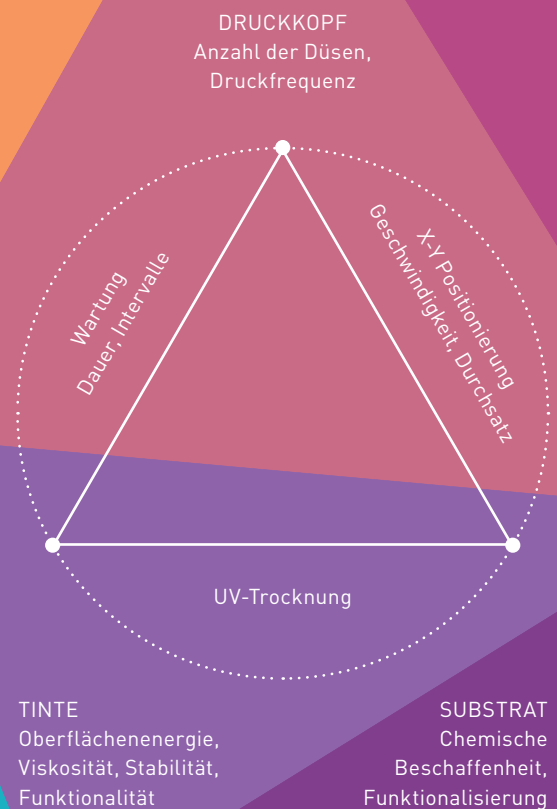 DRUCKKOPF
Anzahl der Düsen,
Druckfrequenz
Wartung
Dauer, Intervalle
X-Y Positionierung
Geschwindigkeit, Durchsatz
UV-Trocknung
TINTE
Oberflächenenergie,
Viskosität, Stabilität,
Funktionalität
SUBSTRAT
Chemische
Beschaffenheit,
Funktionalisierung